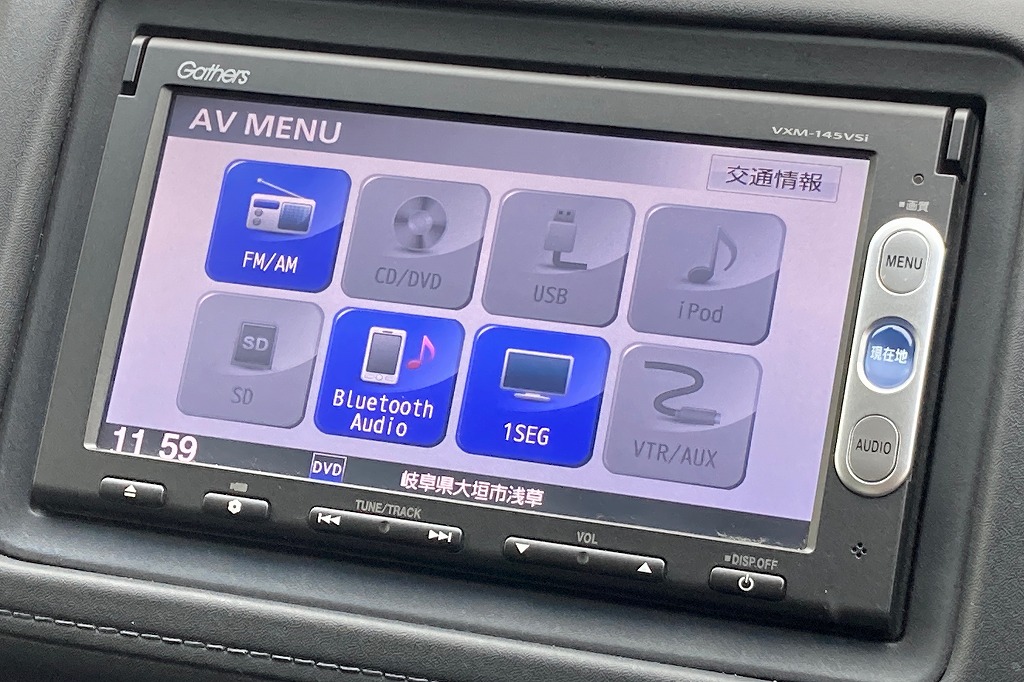 Gathers
VXM-145VSi
AV MENU
交通情報
FM/AM
CD/DVD
USB
iPod
SD
SD
Bluetooth
Audio
1SEG
VTR/AUX
11 59
DVD
岐阜県大垣市浅草
画質
MENU
現在地
AUDIO
TUNE/TRACK
VOL
DISP.OFF